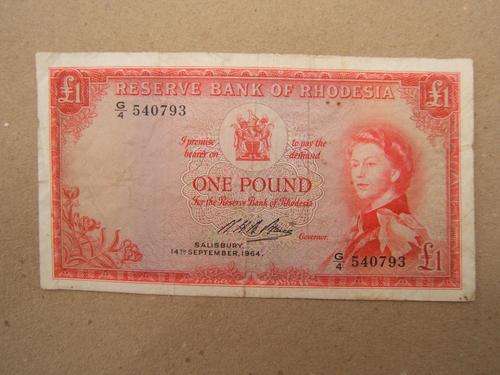 £1 RESERVE BANK OF RHODESIA £1
G/4 540793
I promise to pay the
bearer on demand
ONE POUND
For the Reserve Bank of Rhodesia
Governor.
SALISBURY,
14TH SEPTEMBER, 1964.
G/4 540793 £1